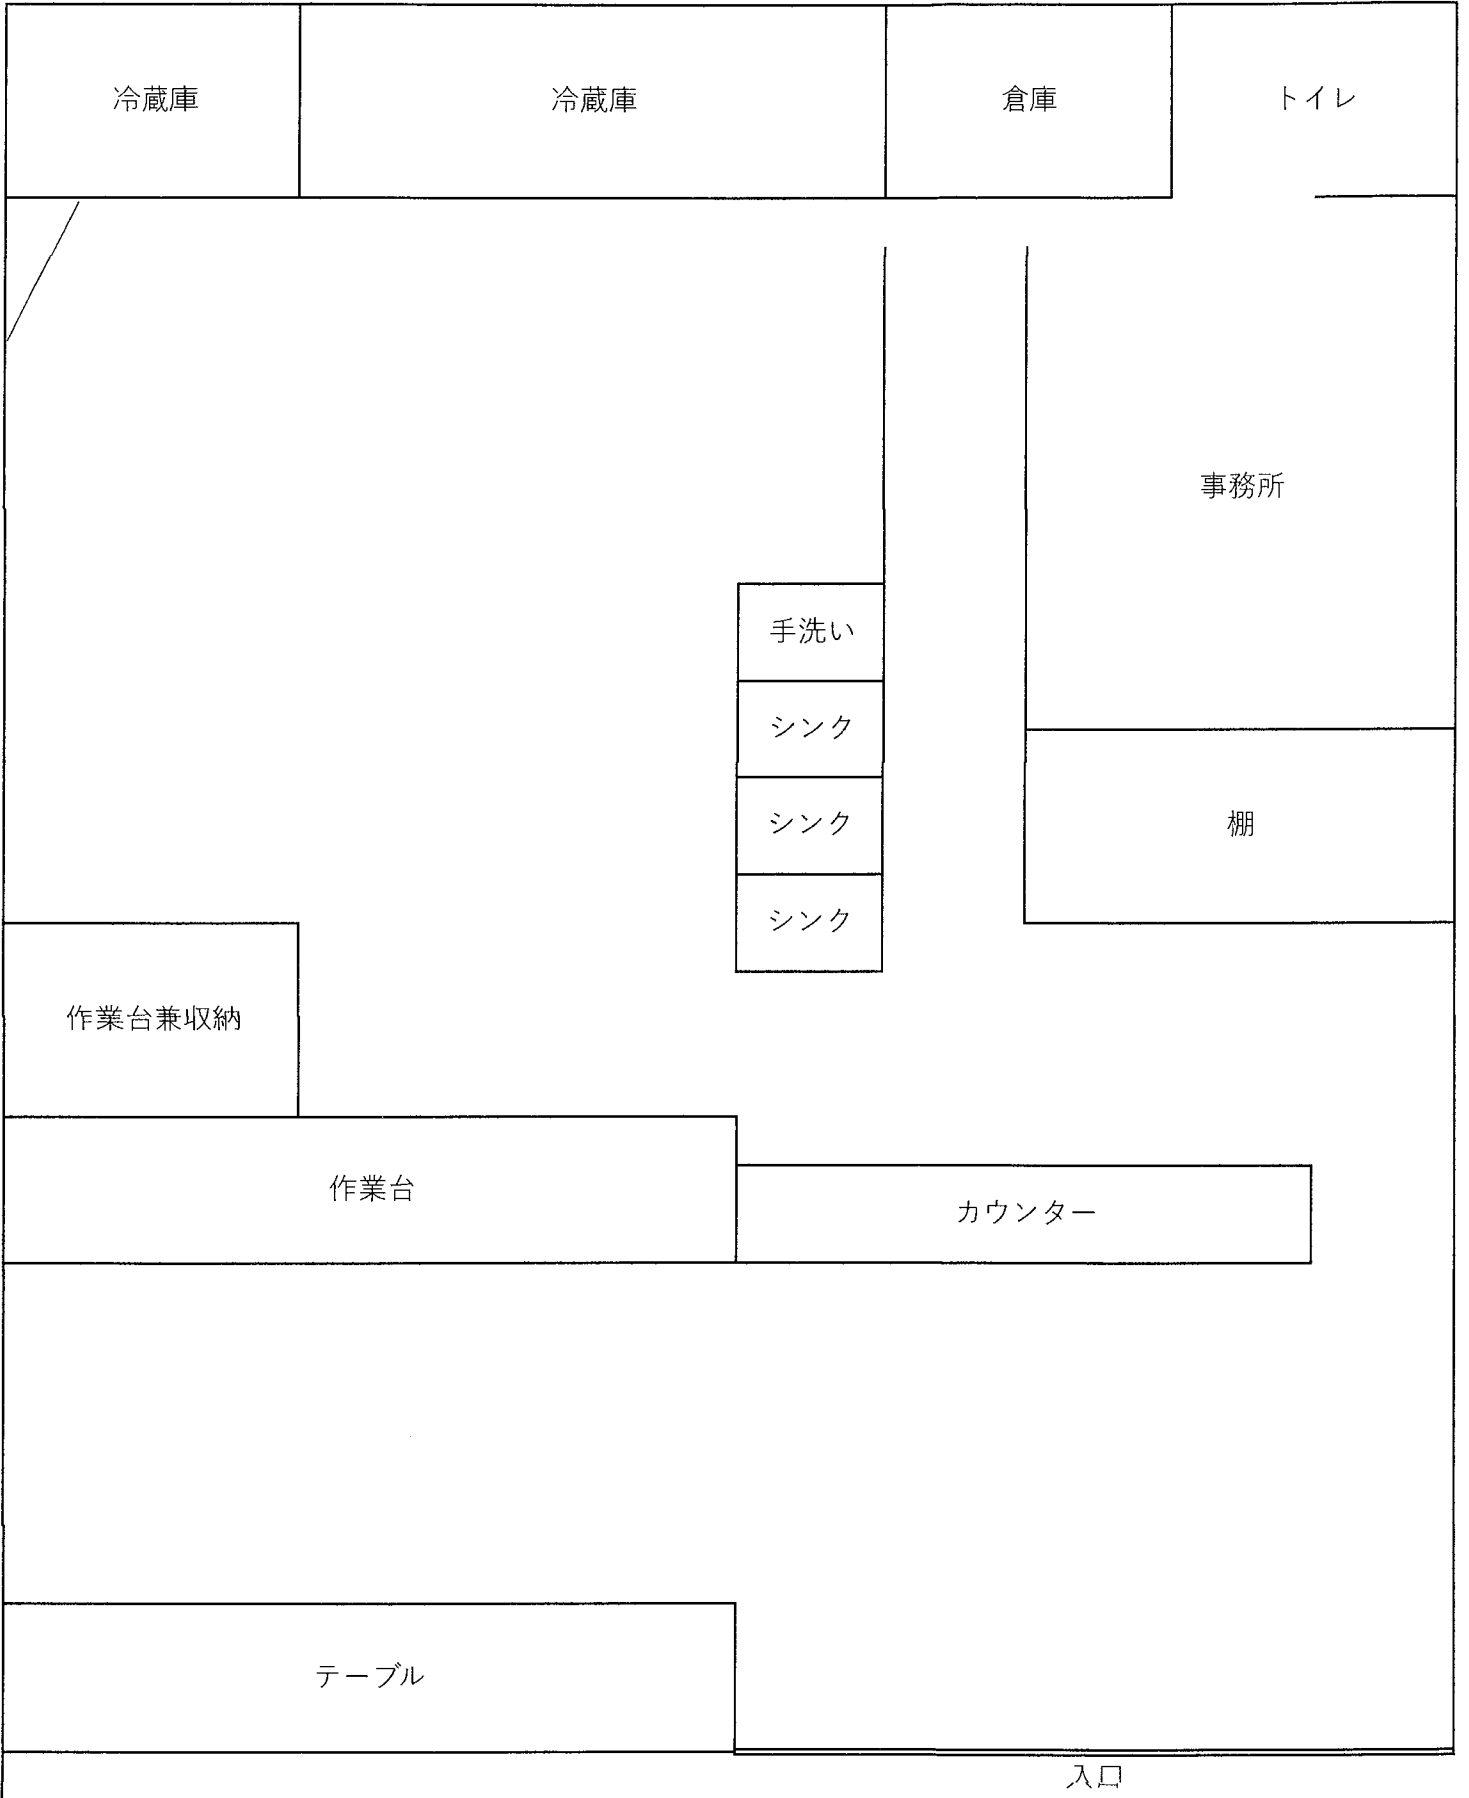 冷蔵庫
冷蔵庫
倉庫
トイレ
事務所
手洗い
シンク
棚
シンク
シンク
作業台兼収納
作業台
カウンター
テーブル
入口